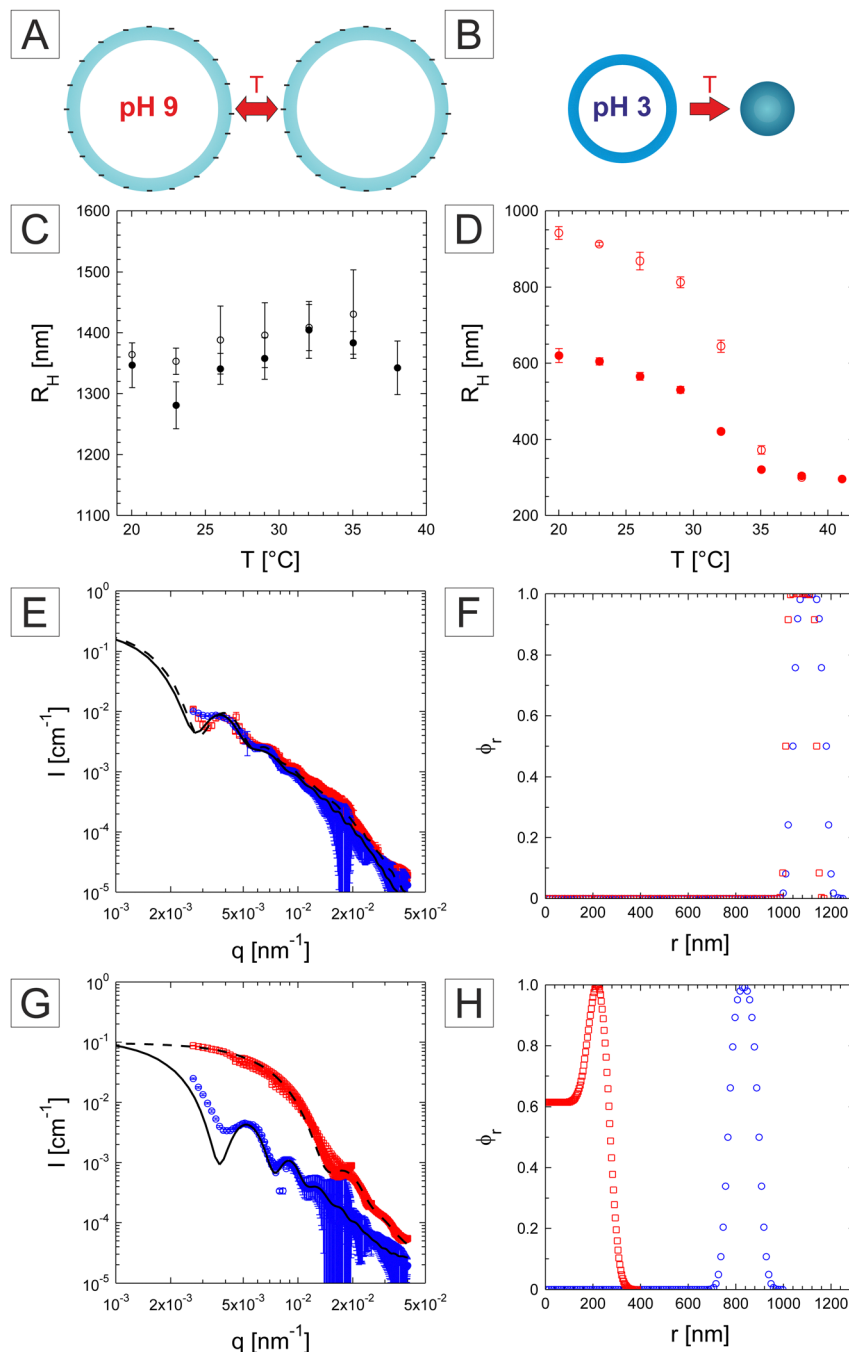 A
pH 9
T
B
pH 3
T
C
1600
1500
1400
1300
1200
1100
R_H [nm]
20 25 30 35 40
T [°C]
D
1000
800
600
400
200
R_H [nm]
20 25 30 35 40
T [°C]
E
10^0
10^-1
10^-2
10^-3
10^-4
10^-5
I [cm^-1]
10^-3 2x10^-3 5x10^-3 10^-2 2x10^-2 5x10^-2
q [nm^-1]
F
1.0
0.8
0.6
0.4
0.2
0
ϕ_r
0 200 400 600 800 1000 1200
r [nm]
G
10^0
10^-1
10^-2
10^-3
10^-4
10^-5
I [cm^-1]
10^-3 2x10^-3 5x10^-3 10^-2 2x10^-2 5x10^-2
q [nm^-1]
H
1.0
0.8
0.6
0.4
0.2
0
ϕ_r
0 200 400 600 800 1000 1200
r [nm]